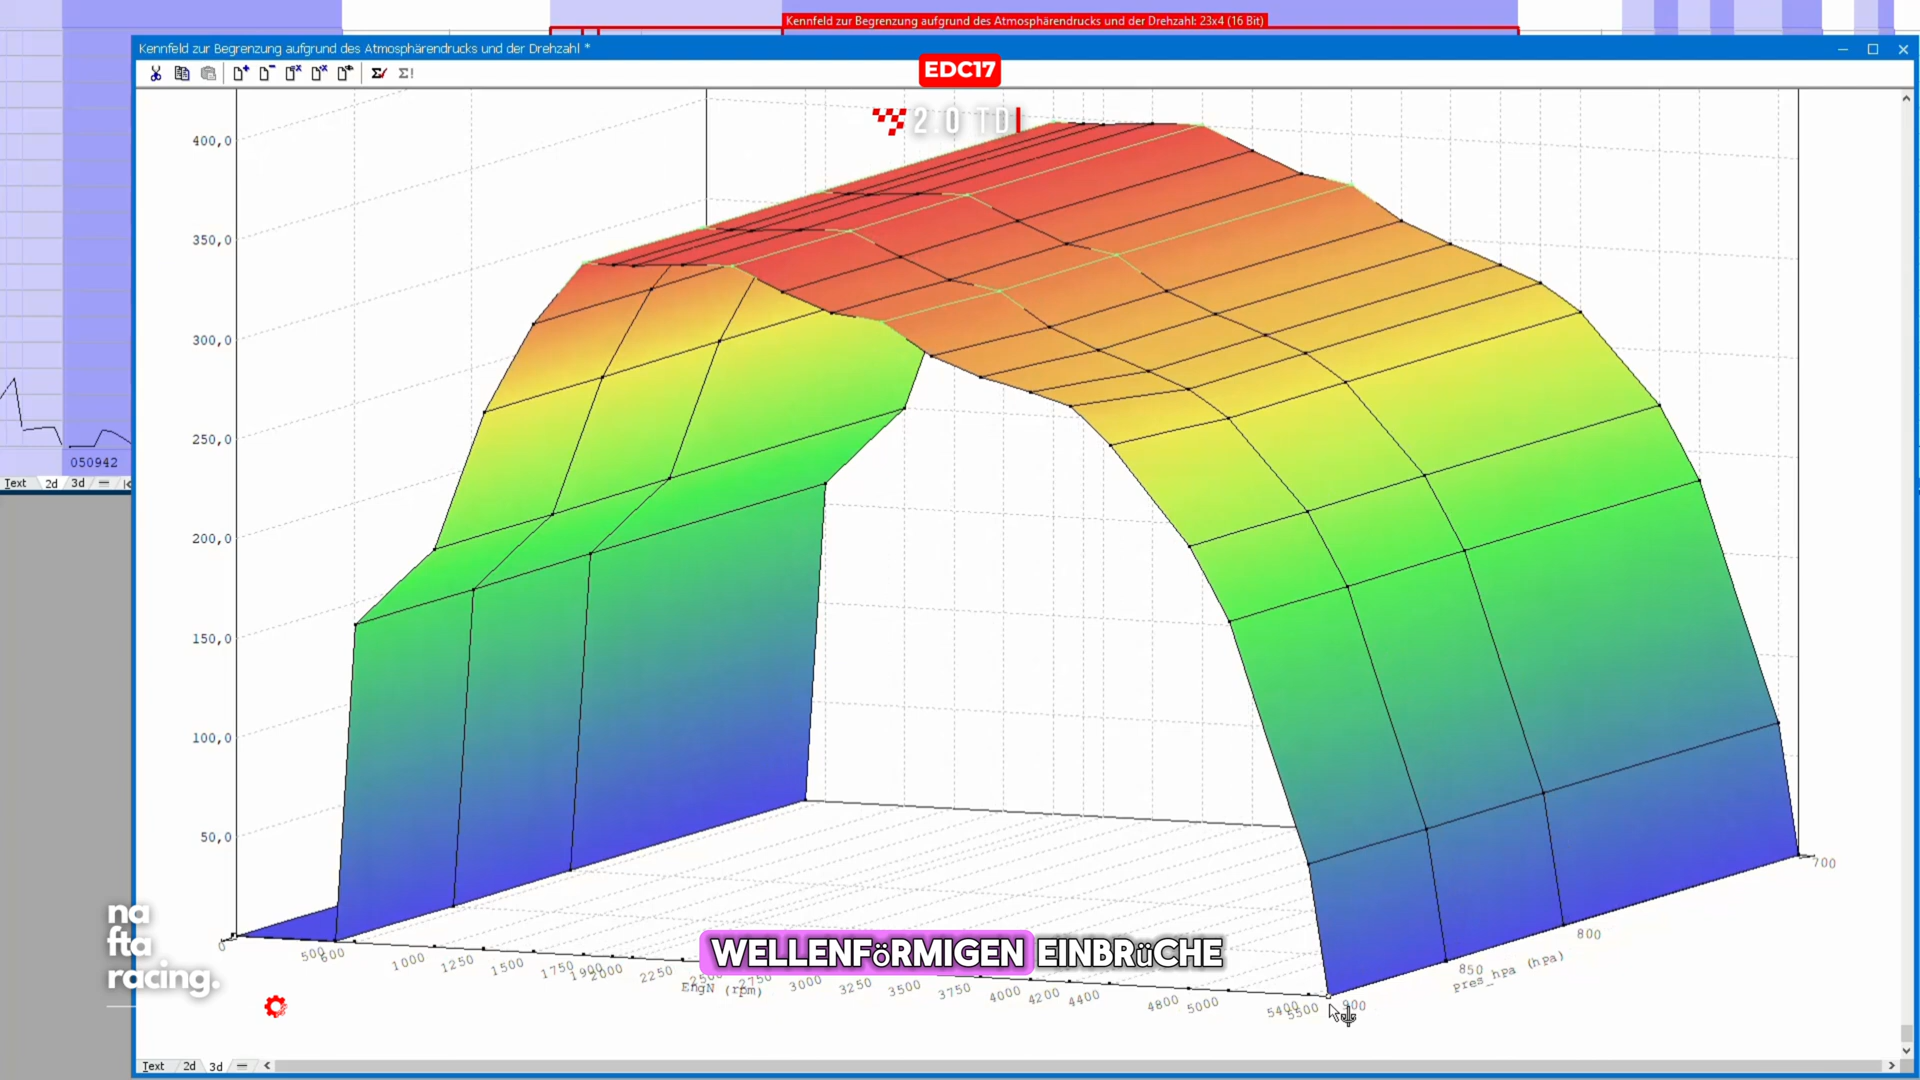 Kennfeld zur Begrenzung aufgrund des Atmosphärendrucks und der Drehzahl: 23x4 (16 Bit)
Kennfeld zur Begrenzung aufgrund des Atmosphärendrucks und der Drehzahl *
EDC17
2.0 TD
400,0
350,0
300,0
250,0
200,0
150,0
100,0
50,0
050942
Text 2d 3d
na
fta
racing.
WELLENFÖRMIGEN EINBRÜCHE
0 500 600 1000 1250 1500 1750 1900 2000 2250 2500 2750 3000 3250 3500 3750 4000 4200 4400 4800 5000 5400 5500
EngN (rpm)
900 850 800 700
pres_hpa (hpa)
Text 2d 3d